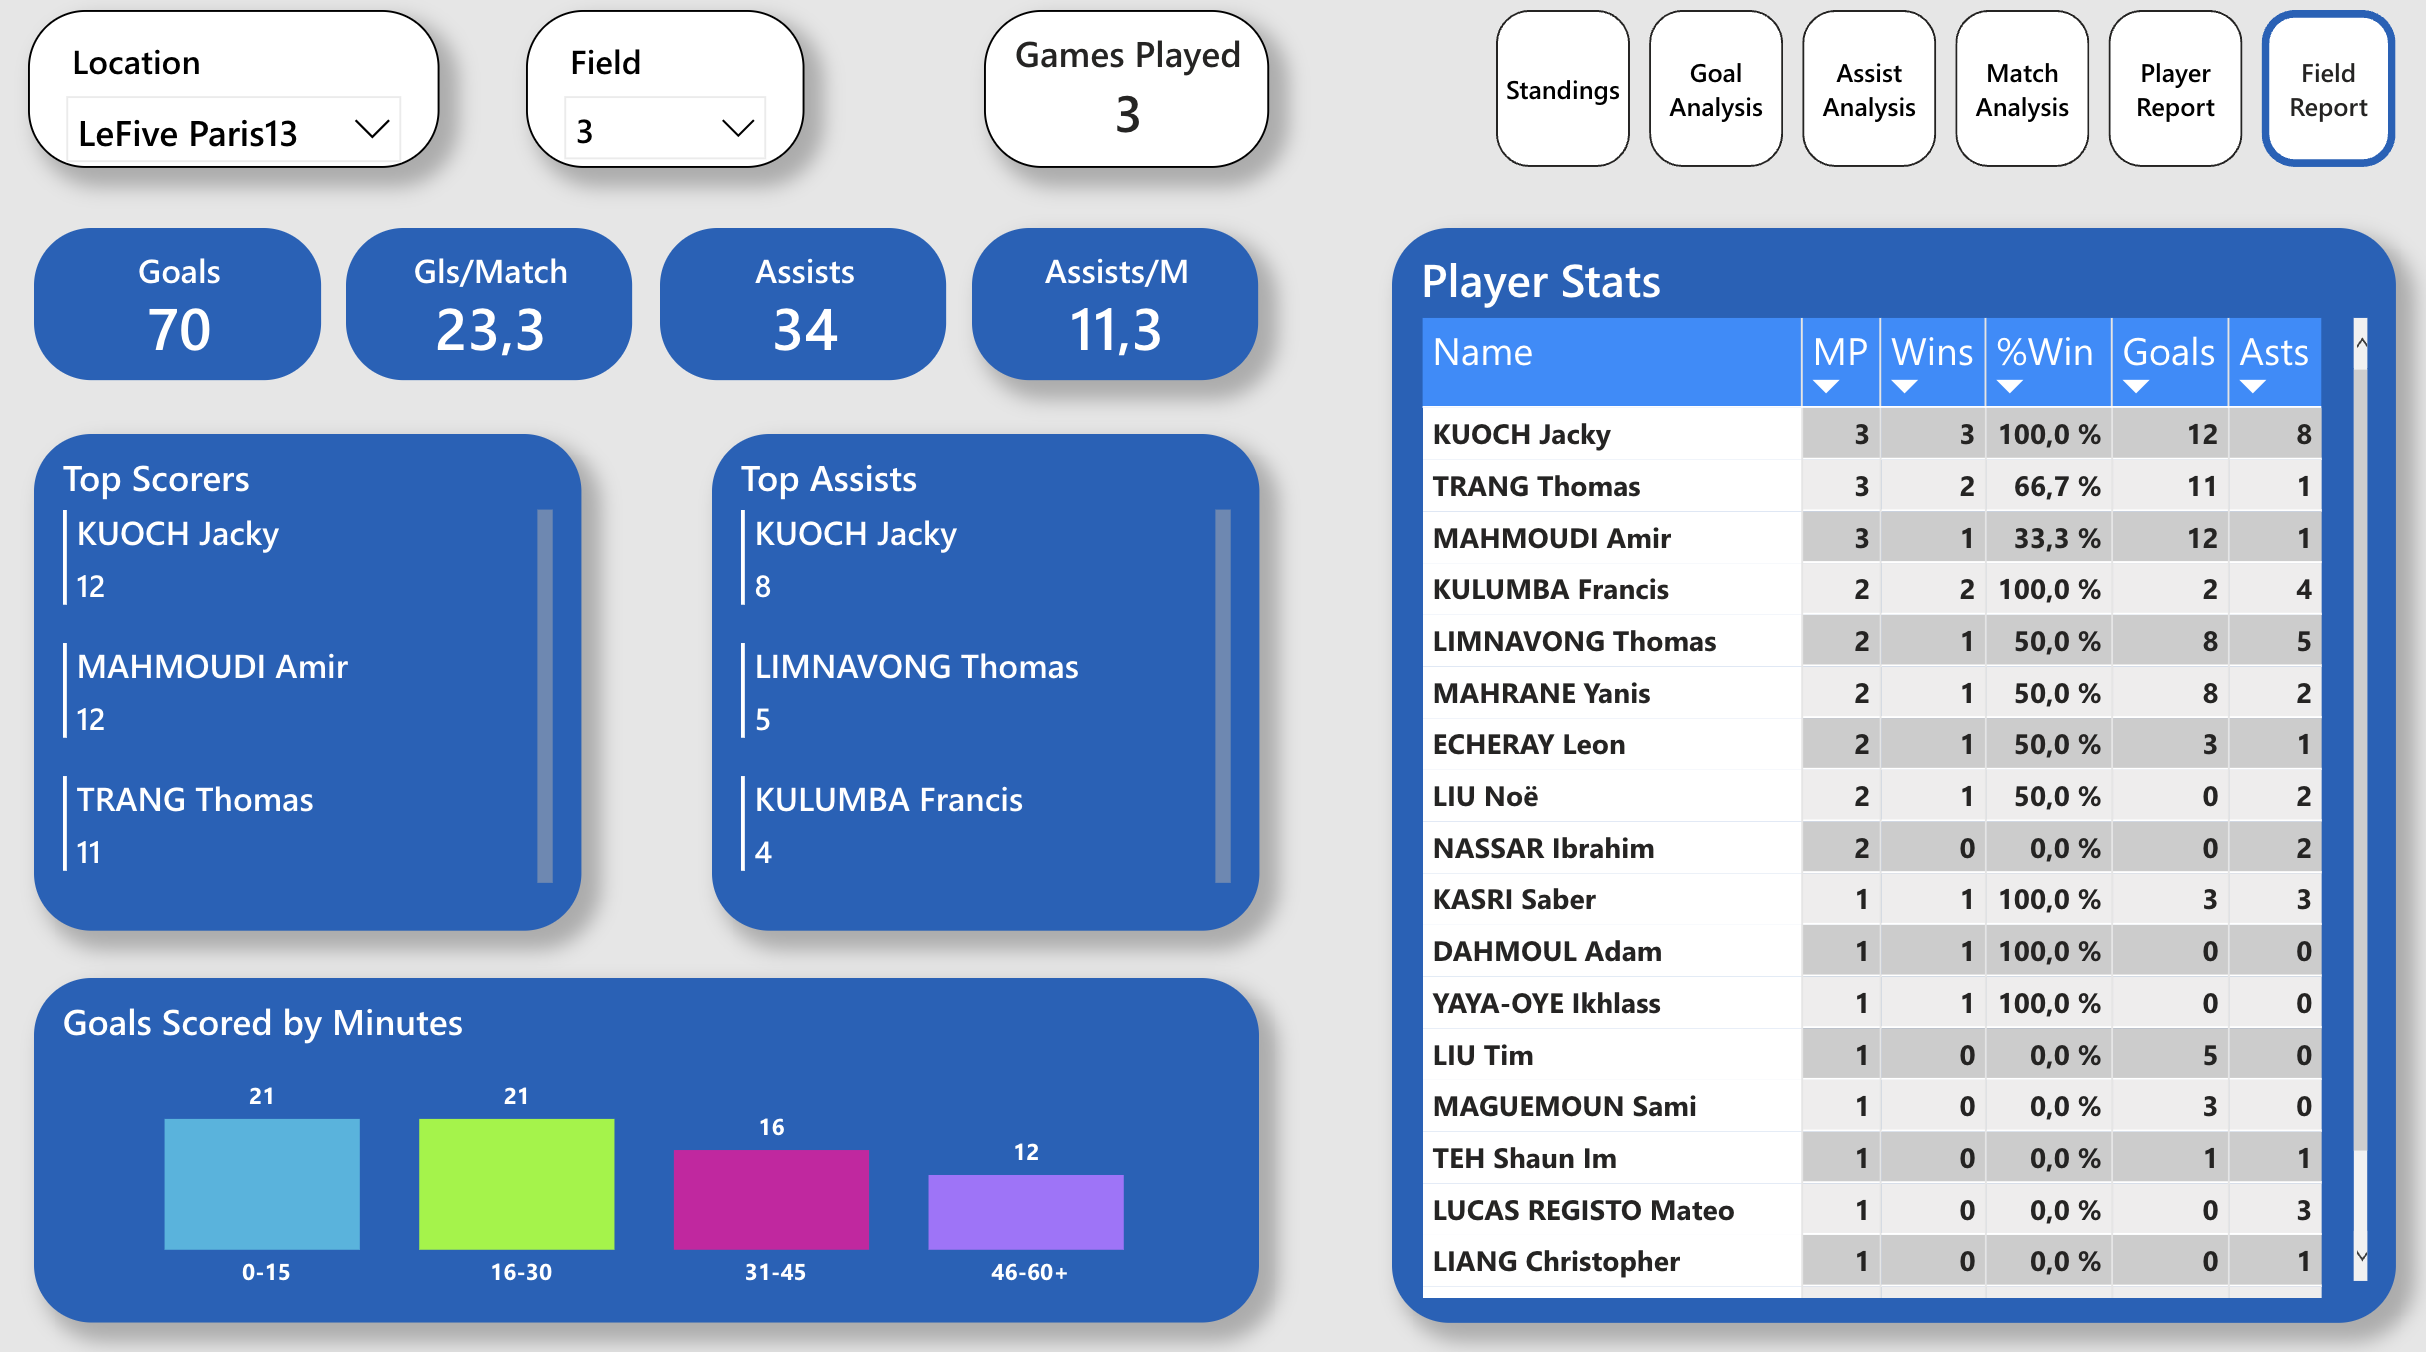 Location
LeFive Paris13
Field
3
Games Played
3
Standings
Goal
Analysis
Assist
Analysis
Match
Analysis
Player
Report
Field
Report
Goals
70
Gls/Match
23,3
Assists
34
Assists/M
11,3
Top Scorers
KUOCH Jacky
12
MAHMOUDI Amir
12
TRANG Thomas
11
Top Assists
KUOCH Jacky
8
LIMNAVONG Thomas
5
KULUMBA Francis
4
Goals Scored by Minutes
21 21 16 12
0-15 16-30 31-45 46-60+
Player Stats
Name MP Wins %Win Goals Asts
KUOCH Jacky 3 3 100,0 % 12 8
TRANG Thomas 3 2 66,7 % 11 1
MAHMOUDI Amir 3 1 33,3 % 12 1
KULUMBA Francis 2 2 100,0 % 2 4
LIMNAVONG Thomas 2 1 50,0 % 8 5
MAHRANE Yanis 2 1 50,0 % 8 2
ECHERAY Leon 2 1 50,0 % 3 1
LIU Noë 2 1 50,0 % 0 2
NASSAR Ibrahim 2 0 0,0 % 0 2
KASRI Saber 1 1 100,0 % 3 3
DAHMOUL Adam 1 1 100,0 % 0 0
YAYA-OYE Ikhlass 1 1 100,0 % 0 0
LIU Tim 1 0 0,0 % 5 0
MAGUEMOUN Sami 1 0 0,0 % 3 0
TEH Shaun Im 1 0 0,0 % 1 1
LUCAS REGISTO Mateo 1 0 0,0 % 0 3
LIANG Christopher 1 0 0,0 % 0 1